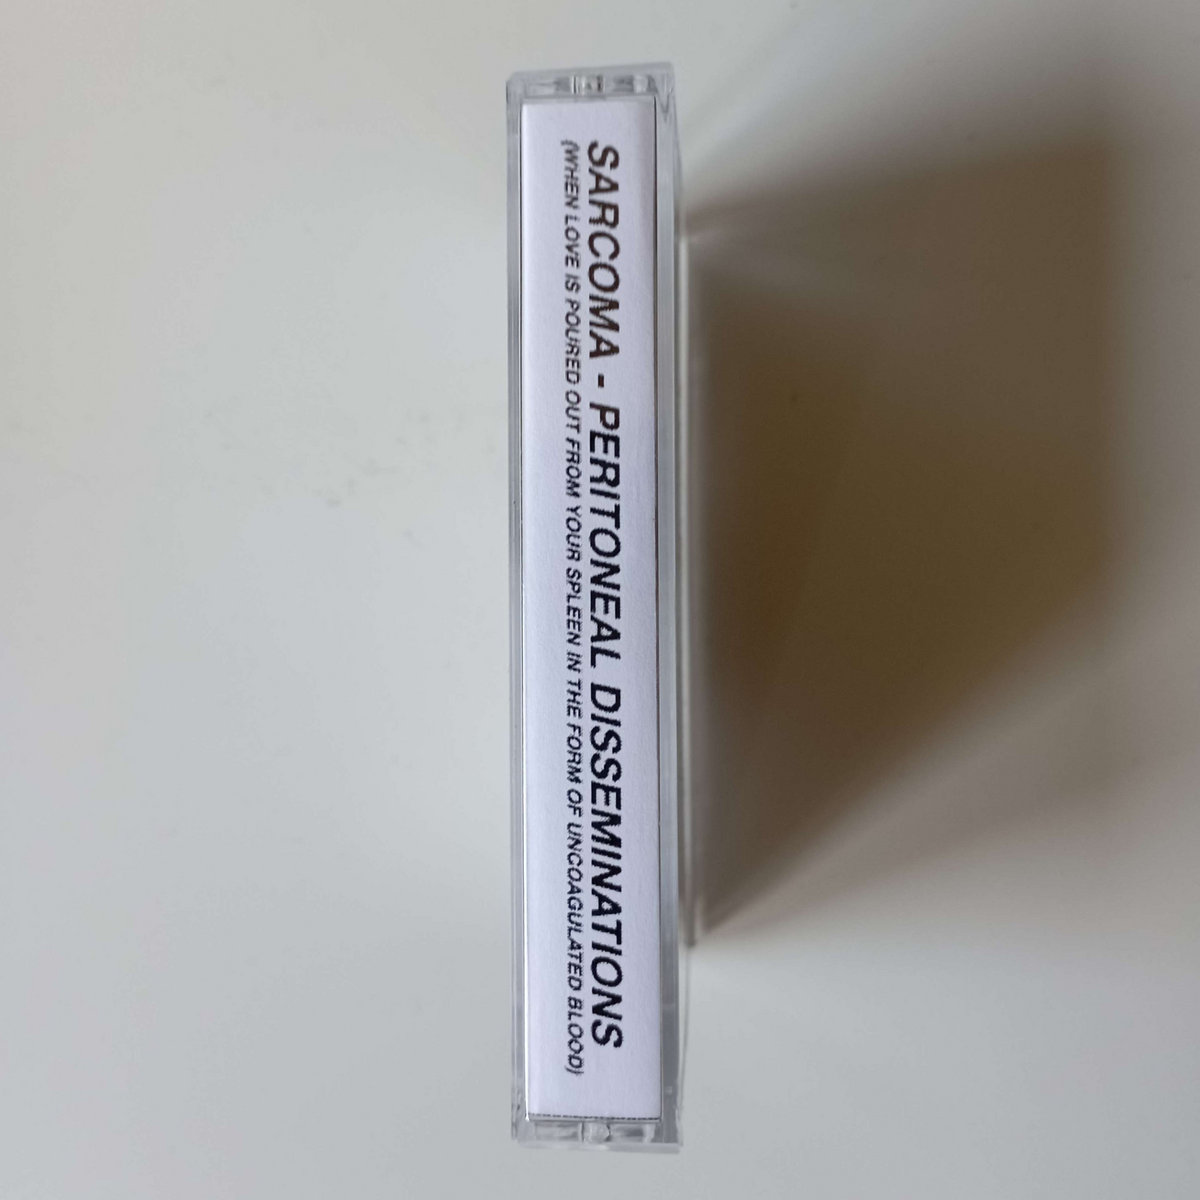 SARCOMA - PERITONEAL DISSEMINATIONS
(WHEN LOVE IS POURED OUT FROM YOUR SPLEEN IN THE FORM OF UNCOAGULATED BLOOD)